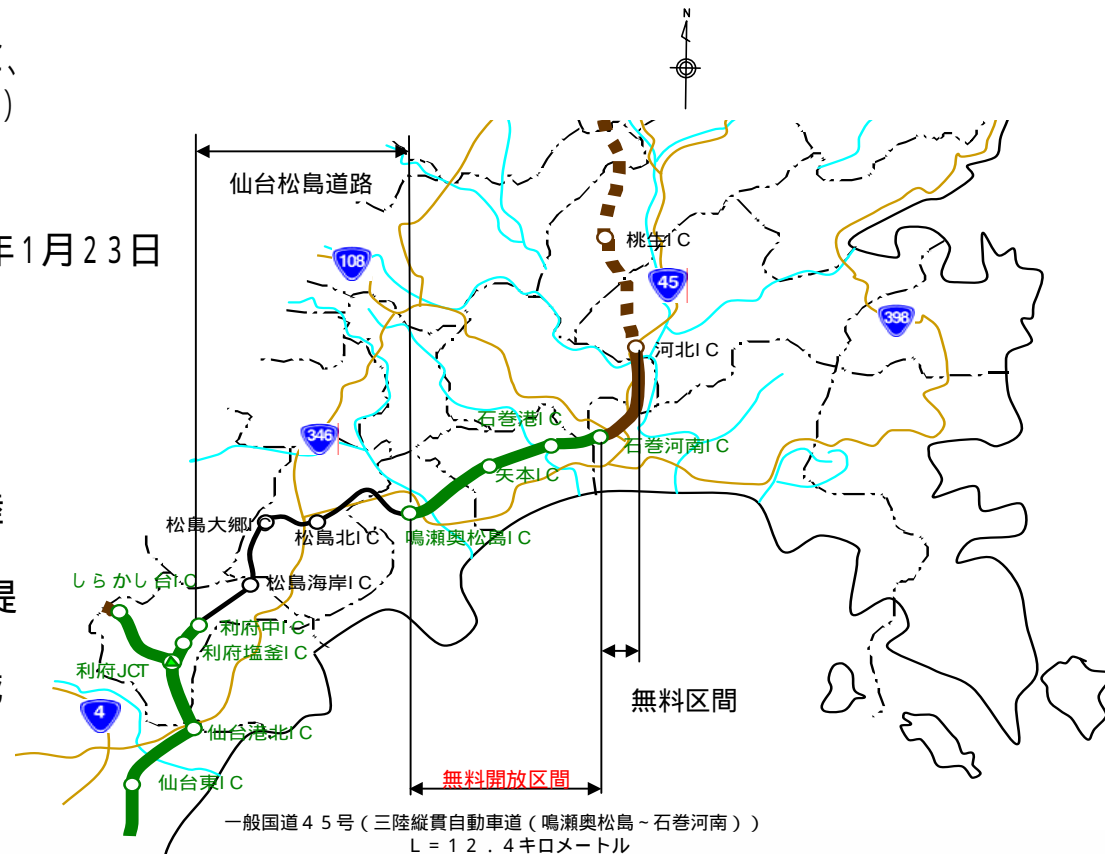 N
、
)
仙台松島道路
年1月23日
桃生IC
108
45
398
河北IC
346
石巻港IC
石巻河南IC
矢本IC
松島大郷I
松島北IC
鳴瀬奥松島IC
しらかし台IC
松島海岸IC
堤
利府中IC
利府塩釜IC
利府JCT
無料区間
4
仙台港北IC
無料開放区間
仙台東IC
一般国道45号(三陸縦貫自動車道(鳴瀬奥松島~石巻河南))
L=12.4キロメートル